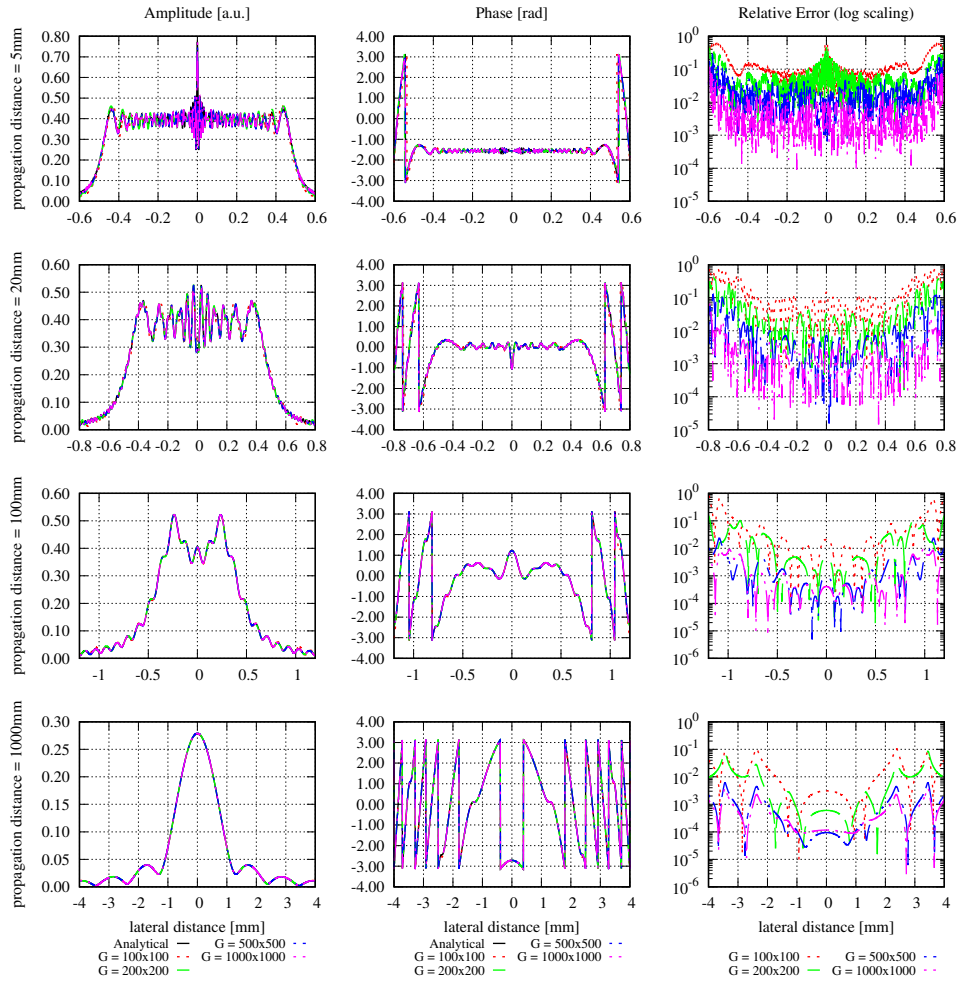 Amplitude [a.u.] Phase [rad] Relative Error (log scaling)
propagation distance = 5mm
0.80 4.00 10^0
0.70 3.00
0.60 2.00 10^-1
0.50 1.00 10^-2
0.40 0.00
0.30 -1.00 10^-3
0.20 -2.00 10^-4
0.10 -3.00
0.00 -4.00 10^-5
-0.6 -0.4 -0.2 0 0.2 0.4 0.6 -0.6 -0.4 -0.2 0 0.2 0.4 0.6 -0.6 -0.4 -0.2 0 0.2 0.4 0.6
propagation distance = 20mm
0.60 4.00 10^0
0.50 3.00 10^-1
0.40 2.00
1.00 10^-2
0.30 0.00
0.20 -1.00 10^-3
-2.00 10^-4
0.10 -3.00
0.00 -4.00 10^-5
-0.8 -0.6 -0.4 -0.2 0 0.2 0.4 0.6 0.8 -0.8 -0.6 -0.4 -0.2 0 0.2 0.4 0.6 0.8 -0.8 -0.6 -0.4 -0.2 0 0.2 0.4 0.6 0.8
propagation distance = 100mm
0.60 4.00 10^0
0.50 3.00 10^-1
0.40 2.00 10^-2
1.00
0.30 0.00 10^-3
0.20 -1.00 10^-4
-2.00
0.10 -3.00 10^-5
0.00 -4.00 10^-6
-1 -0.5 0 0.5 1 -1 -0.5 0 0.5 1 -1 -0.5 0 0.5 1
propagation distance = 1000mm
0.30 4.00 10^0
0.25 3.00 10^-1
0.20 2.00 10^-2
1.00
0.15 0.00 10^-3
0.10 -1.00 10^-4
-2.00
0.05 -3.00 10^-5
0.00 -4.00 10^-6
-4 -3 -2 -1 0 1 2 3 4 -4 -3 -2 -1 0 1 2 3 4 -4 -3 -2 -1 0 1 2 3 4
lateral distance [mm] lateral distance [mm] lateral distance [mm]
Analytical G = 500x500 Analytical G = 500x500
G = 100x100 G = 1000x1000 G = 100x100 G = 1000x1000 G = 100x100 G = 500x500
G = 200x200 G = 200x200 G = 200x200 G = 1000x1000